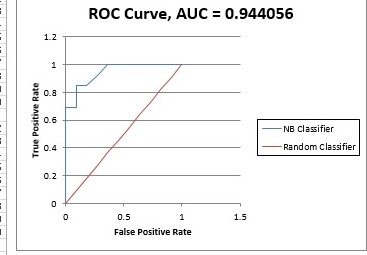 ROC Curve, AUC = 0.944056
1.2
1
0.8
0.6
0.4
0.2
0
True Positive Rate
0 0.5 1 1.5
False Positive Rate
NB Classifier
Random Classifier